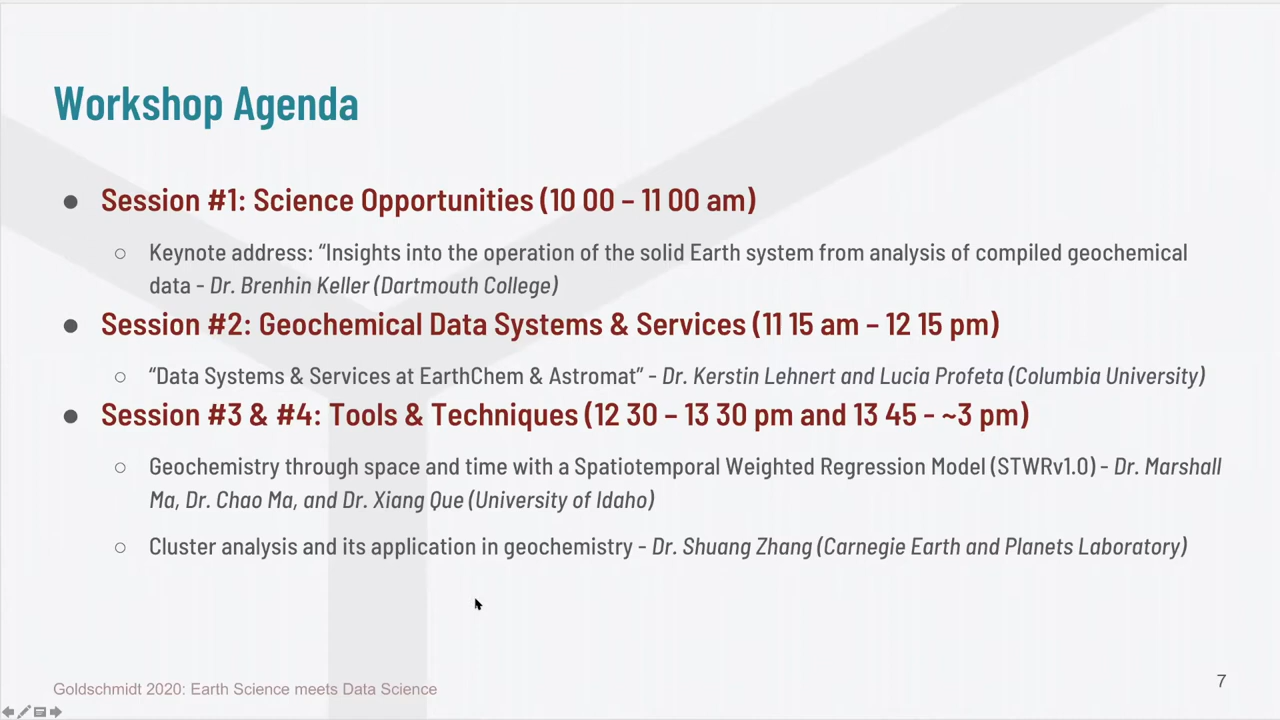 Workshop Agenda
● Session #1: Science Opportunities (10 00 – 11 00 am)
○ Keynote address: “Insights into the operation of the solid Earth system from analysis of compiled geochemical
data - Dr. Brenhin Keller (Dartmouth College)
● Session #2: Geochemical Data Systems & Services (11 15 am – 12 15 pm)
○ “Data Systems & Services at EarthChem & Astromat” - Dr. Kerstin Lehnert and Lucia Profeta (Columbia University)
● Session #3 & #4: Tools & Techniques (12 30 – 13 30 pm and 13 45 - ~3 pm)
○ Geochemistry through space and time with a Spatiotemporal Weighted Regression Model (STWRv1.0) - Dr. Marshall
Ma, Dr. Chao Ma, and Dr. Xiang Que (University of Idaho)
○ Cluster analysis and its application in geochemistry - Dr. Shuang Zhang (Carnegie Earth and Planets Laboratory)
Goldschmidt 2020: Earth Science meets Data Science
7